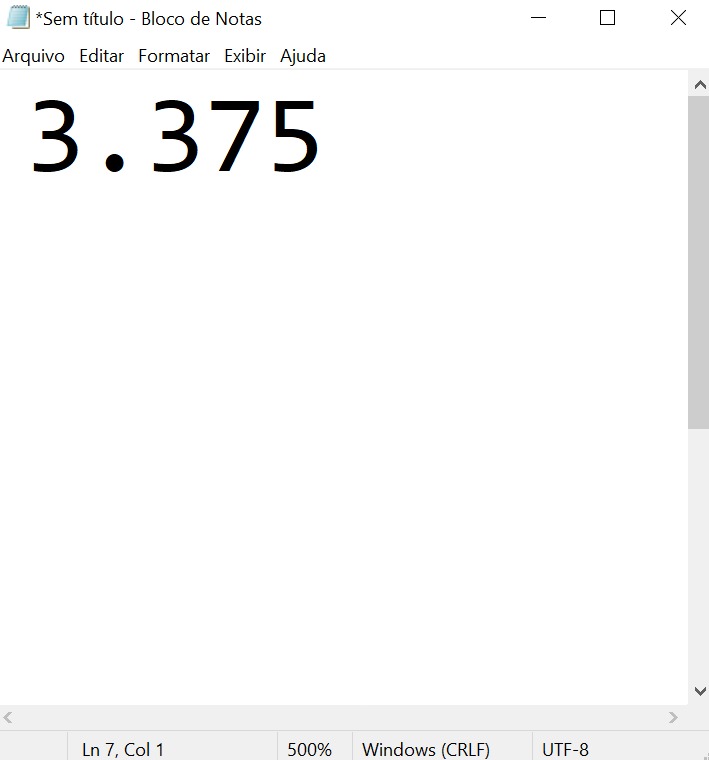 *Sem título - Bloco de Notas
Arquivo Editar Formatar Exibir Ajuda
3.375
Ln 7, Col 1 500% Windows (CRLF) UTF-8